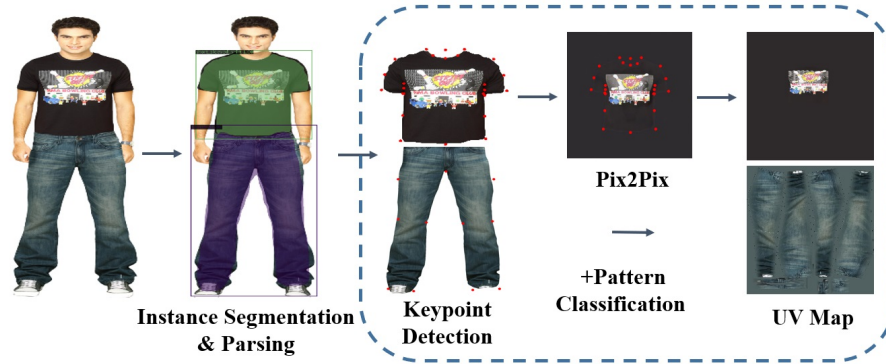 Pix2Pix
+Pattern
Classification
Instance Segmentation
& Parsing
Keypoint
Detection
UV Map